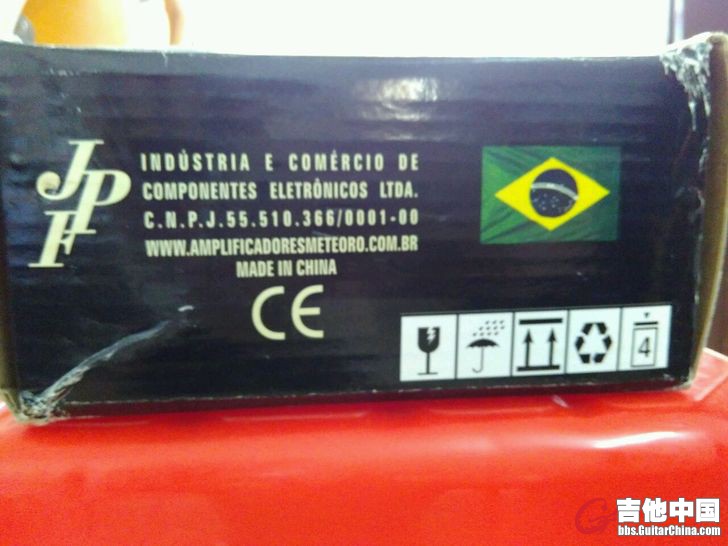 JPF
INDÚSTRIA E COMÉRCIO DE
COMPONENTES ELETRÔNICOS LTDA.
C.N.P.J.55.510.366/0001-00
WWW.AMPLIFICADORESMETEORO.COM.BR
MADE IN CHINA
CE
4
吉他中国
bbs.GuitarChina.com